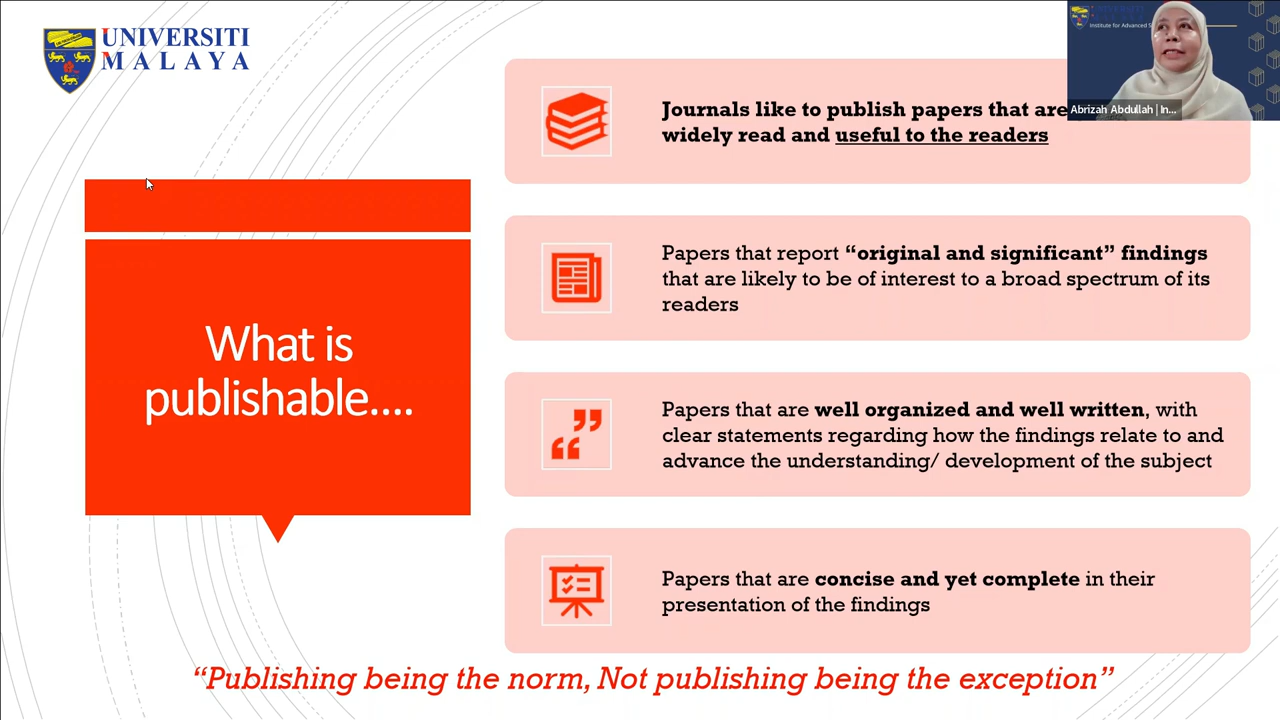 UNIVERSITI
MALAYA
Institute for Advanced S
Abrizah Abdullah | In...
What is
publishable....
Journals like to publish papers that are
widely read and useful to the readers
Papers that report “original and significant” findings
that are likely to be of interest to a broad spectrum of its
readers
Papers that are well organized and well written, with
clear statements regarding how the findings relate to and
advance the understanding/ development of the subject
Papers that are concise and yet complete in their
presentation of the findings
“Publishing being the norm, Not publishing being the exception”